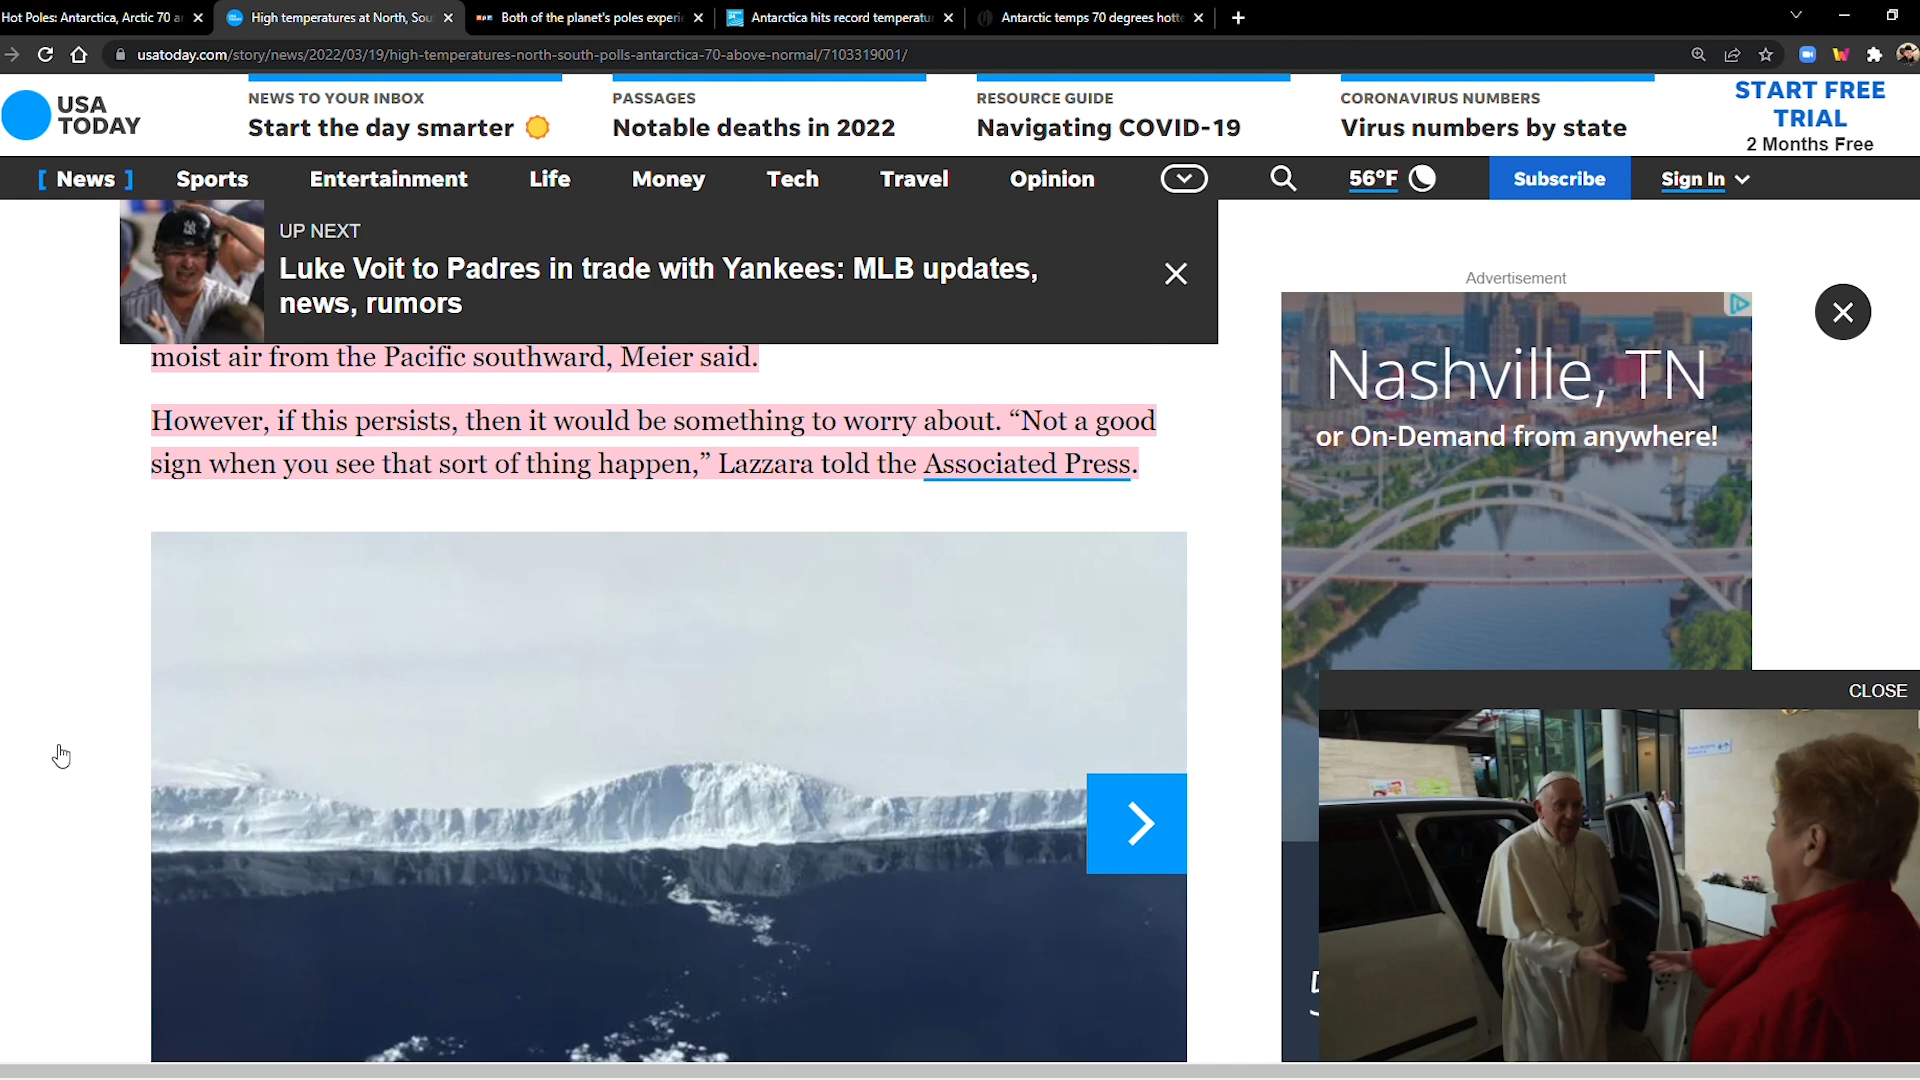 Hot Poles: Antarctica, Arctic 70 a
High temperatures at North, Sou
Both of the planet's poles experi
Antarctica hits record temperatu
Antarctic temps 70 degrees hotte
usatoday.com/story/news/2022/03/19/high-temperatures-north-south-polls-antarctica-70-above-normal/7103319001/
USA
TODAY
NEWS TO YOUR INBOX
Start the day smarter
PASSAGES
Notable deaths in 2022
RESOURCE GUIDE
Navigating COVID-19
CORONAVIRUS NUMBERS
Virus numbers by state
START FREE
TRIAL
2 Months Free
[ News ]
Sports
Entertainment
Life
Money
Tech
Travel
Opinion
56°F
Subscribe
Sign In
UP NEXT
Luke Voit to Padres in trade with Yankees: MLB updates,
news, rumors
moist air from the Pacific southward, Meier said.
However, if this persists, then it would be something to worry about. “Not a good
sign when you see that sort of thing happen,” Lazzara told the Associated Press.
Advertisement
Nashville, TN
or On-Demand from anywhere!
CLOSE